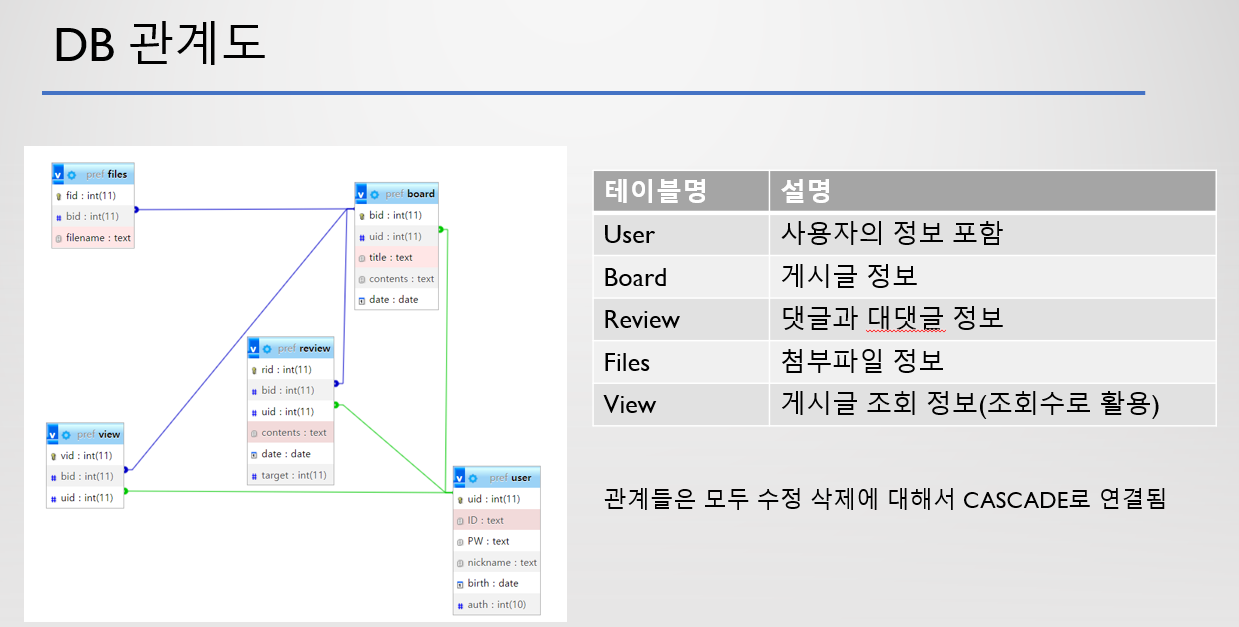 DB 관계도
pref files
fid : int(11)
bid : int(11)
filename : text
pref board
bid : int(11)
uid : int(11)
title : text
contents : text
date : date
pref review
rid : int(11)
bid : int(11)
uid : int(11)
contents : text
date : date
target : int(11)
pref view
vid : int(11)
bid : int(11)
uid : int(11)
pref user
uid : int(11)
ID : text
PW : text
nickname : text
birth : date
auth : int(10)
테이블명 설명
User 사용자의 정보 포함
Board 게시글 정보
Review 댓글과 대댓글 정보
Files 첨부파일 정보
View 게시글 조회 정보(조회수로 활용)
관계들은 모두 수정 삭제에 대해서 CASCADE로 연결됨